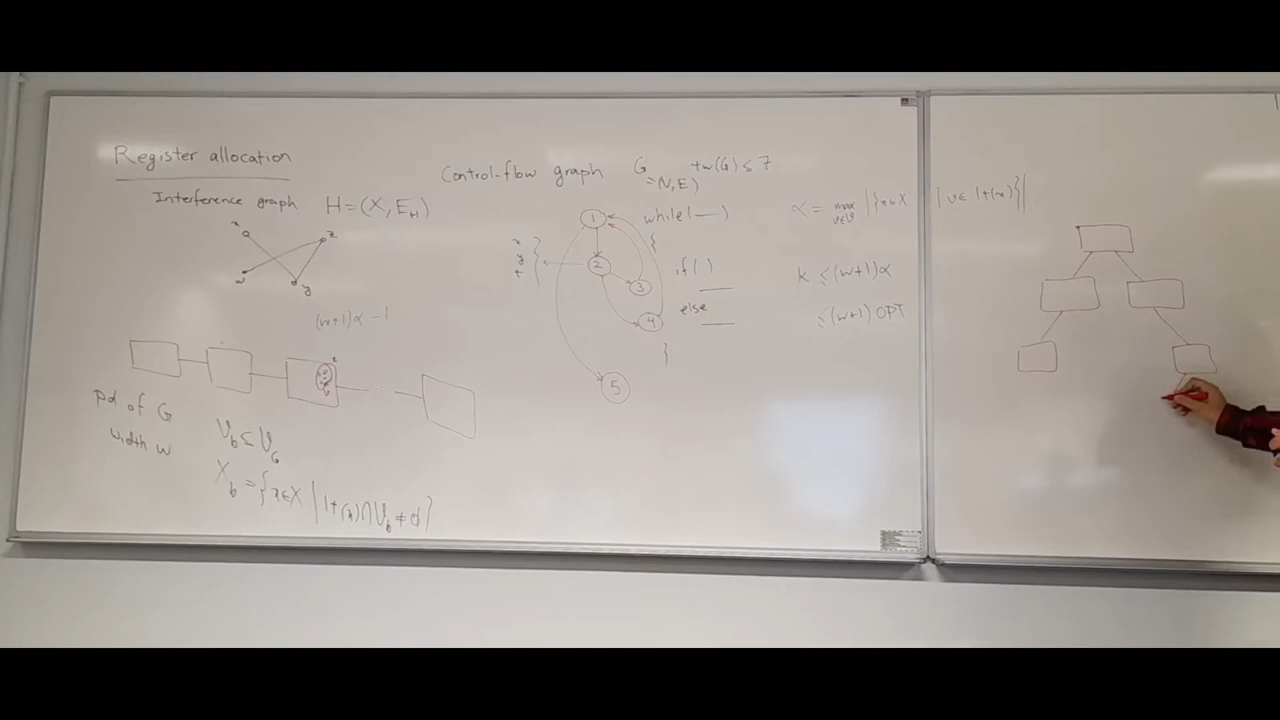 Register allocation
Interference graph H=(X, E_H)
x
z
w
y
(w+1)α -1
x
v
pd of G
width w
V_b ⊆ V_G
X_b = {x∈X | lt(x) ∩ V_b ≠ ∅}
Control-flow graph G tw(G) ≤ 7
=(N,E)
1
2
3
4
5
x
y
while(—)
{
if( )
else
}
α = max_{v∈V} |{x∈X | v∈ lt(x)}|
k ≤ (w+1)α
≤ (w+1) OPT